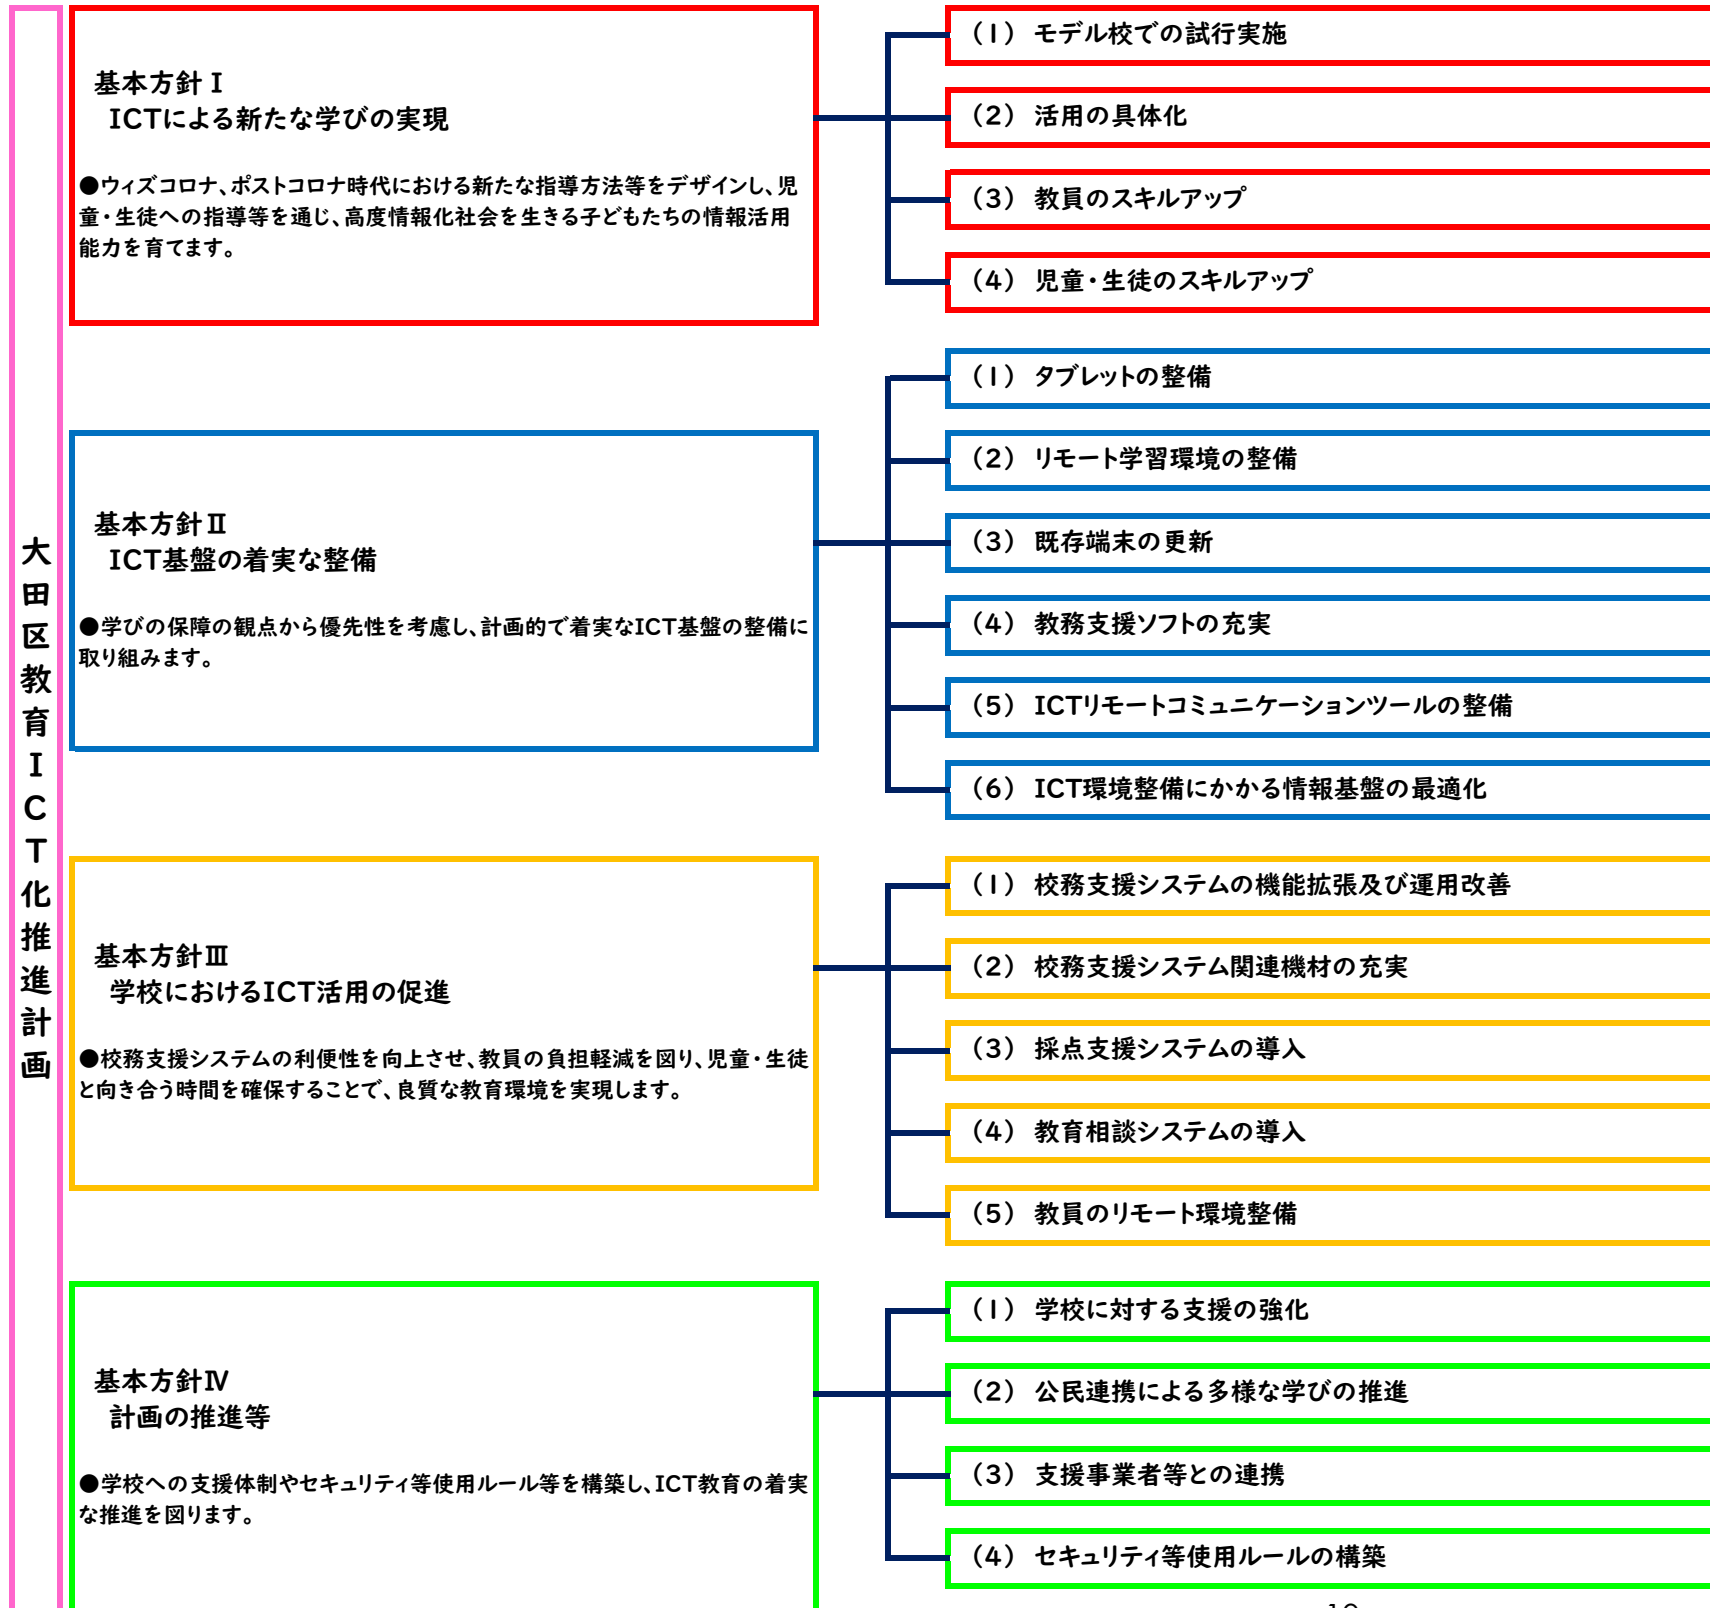 大田区教育ICT化推進計画
基本方針Ⅰ
ICTによる新たな学びの実現
●ウィズコロナ、ポストコロナ時代における新たな指導方法等をデザインし、児
童・生徒への指導等を通じ、高度情報化社会を生きる子どもたちの情報活用
能力を育てます。
(1) モデル校での試行実施
(2) 活用の具体化
(3) 教員のスキルアップ
(4) 児童・生徒のスキルアップ
基本方針Ⅱ
ICT基盤の着実な整備
●学びの保障の観点から優先性を考慮し、計画的で着実なICT基盤の整備に
取り組みます。
(1) タブレットの整備
(2) リモート学習環境の整備
(3) 既存端末の更新
(4) 教務支援ソフトの充実
(5) ICTリモートコミュニケーションツールの整備
(6) ICT環境整備にかかる情報基盤の最適化
基本方針Ⅲ
学校におけるICT活用の促進
●校務支援システムの利便性を向上させ、教員の負担軽減を図り、児童・生徒
と向き合う時間を確保することで、良質な教育環境を実現します。
(1) 校務支援システムの機能拡張及び運用改善
(2) 校務支援システム関連機材の充実
(3) 採点支援システムの導入
(4) 教育相談システムの導入
(5) 教員のリモート環境整備
基本方針Ⅳ
計画の推進等
●学校への支援体制やセキュリティ等使用ルール等を構築し、ICT教育の着実
な推進を図ります。
(1) 学校に対する支援の強化
(2) 公民連携による多様な学びの推進
(3) 支援事業者等との連携
(4) セキュリティ等使用ルールの構築